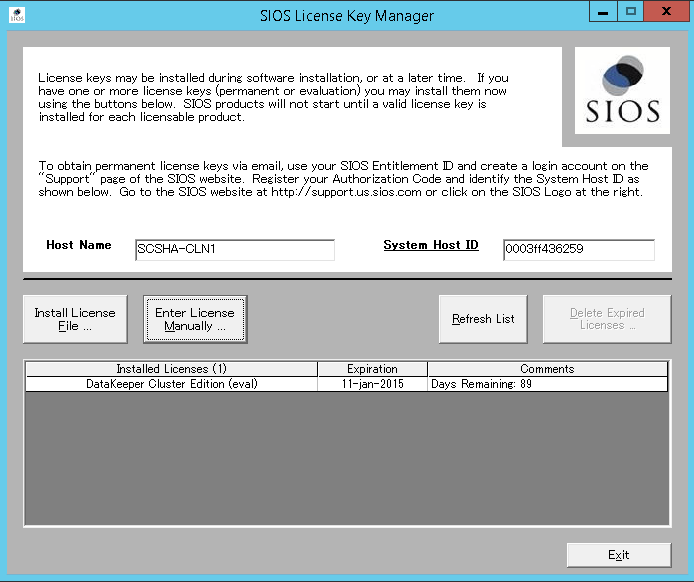 SIOS
SIOS License Key Manager
License keys may be installed during software installation, or at a later time.   If you
have one or more license keys (permanent or evaluation) you may install them now
using the buttons below.  SIOS products will not start until a valid license key is
installed for each licensable product.
SIOS
To obtain permanent license keys via email, use your SIOS Entitlement ID and create a login account on the
"Support" page of the SIOS website.  Register your Authorization Code and identify the System Host ID as
shown below.  Go to the SIOS website at http://support.us.sios.com or click on the SIOS Logo at the right.
Host Name
SCSHA-CLN1
System Host ID
0003ff436259
Install License
File ...
Enter License
Manually ...
Refresh List
Delete Expired
Licenses ...
Installed Licenses (1)
Expiration
Comments
DataKeeper Cluster Edition (eval)
11-jan-2015
Days Remaining: 89
Exit